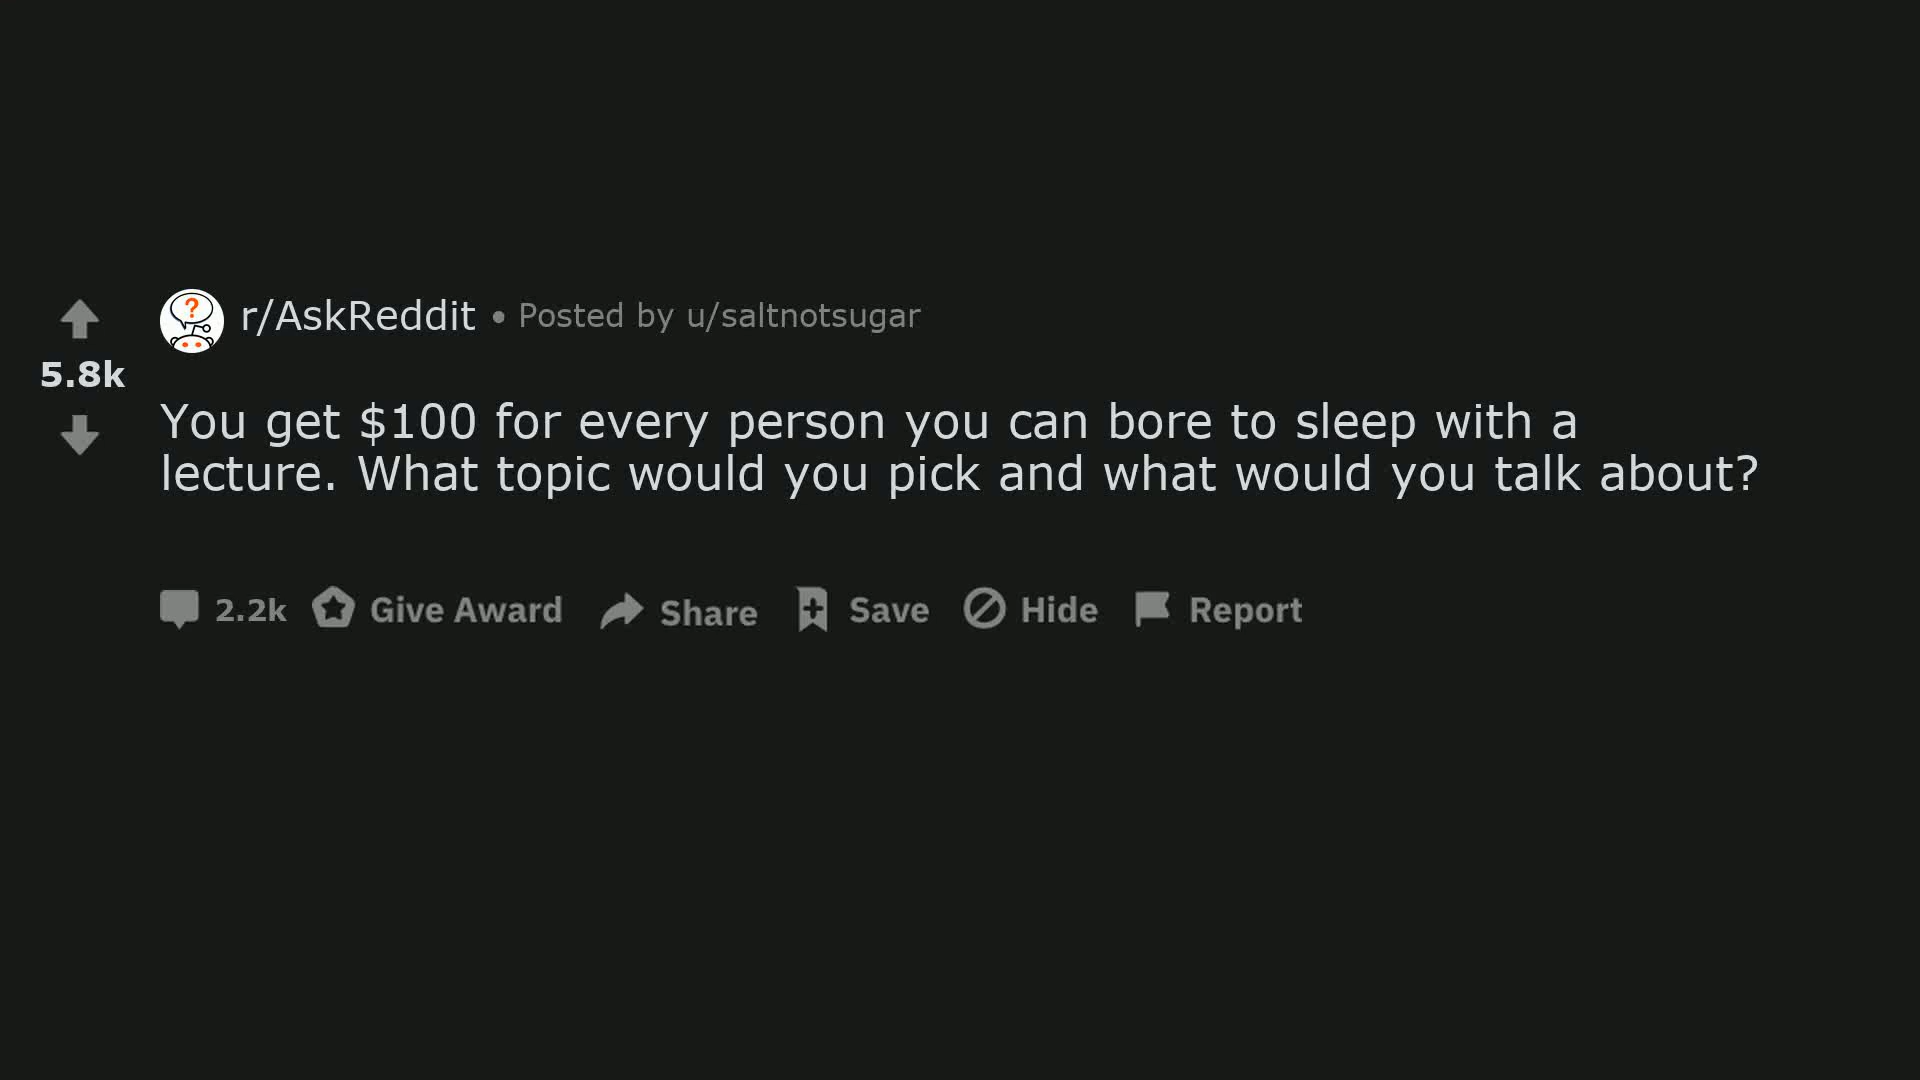 r/AskReddit • Posted by u/saltnotsugar
5.8k
You get $100 for every person you can bore to sleep with a
lecture. What topic would you pick and what would you talk about?
2.2k Give Award Share Save Hide Report